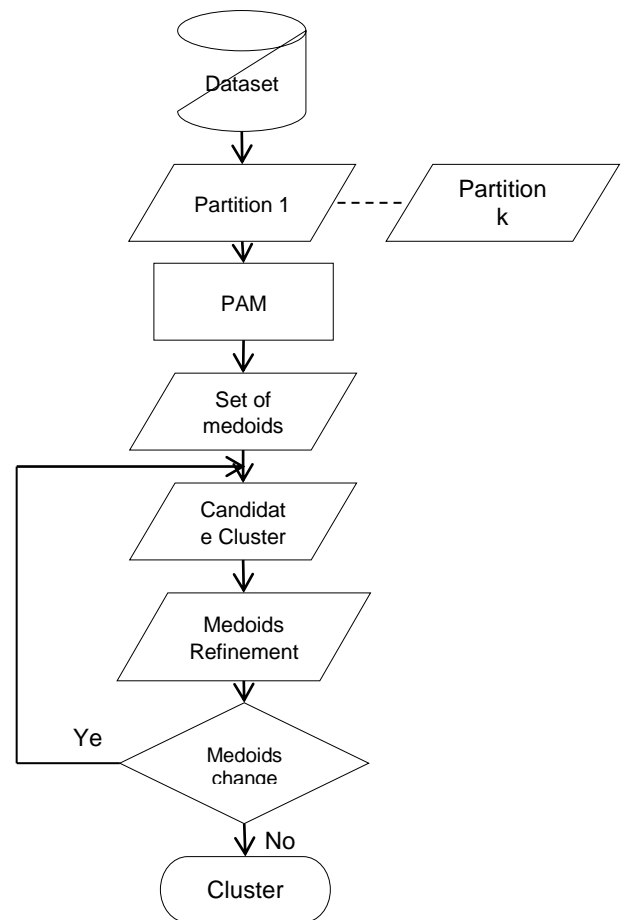 Dataset
Partition 1
Partition
k
PAM
Set of
medoids
Candidat
e Cluster
Medoids
Refinement
Ye
Medoids
change
No
Cluster